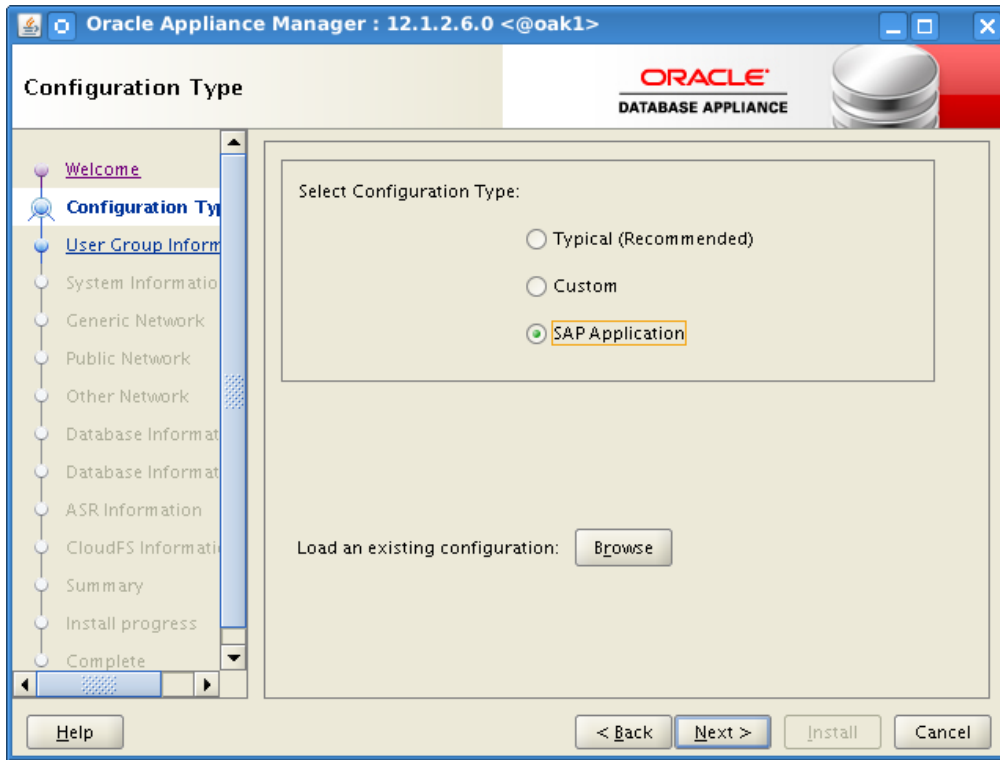 Oracle Appliance Manager : 12.1.2.6.0 <@oak1>
Configuration Type
ORACLE
DATABASE APPLIANCE
Welcome
Configuration Typ
User Group Inform
System Informatio
Generic Network
Public Network
Other Network
Database Informat
Database Informat
ASR Information
CloudFS Informati
Summary
Install progress
Complete
Select Configuration Type:
Typical (Recommended)
Custom
SAP Application
Load an existing configuration: Browse
Help < Back Next > Install Cancel